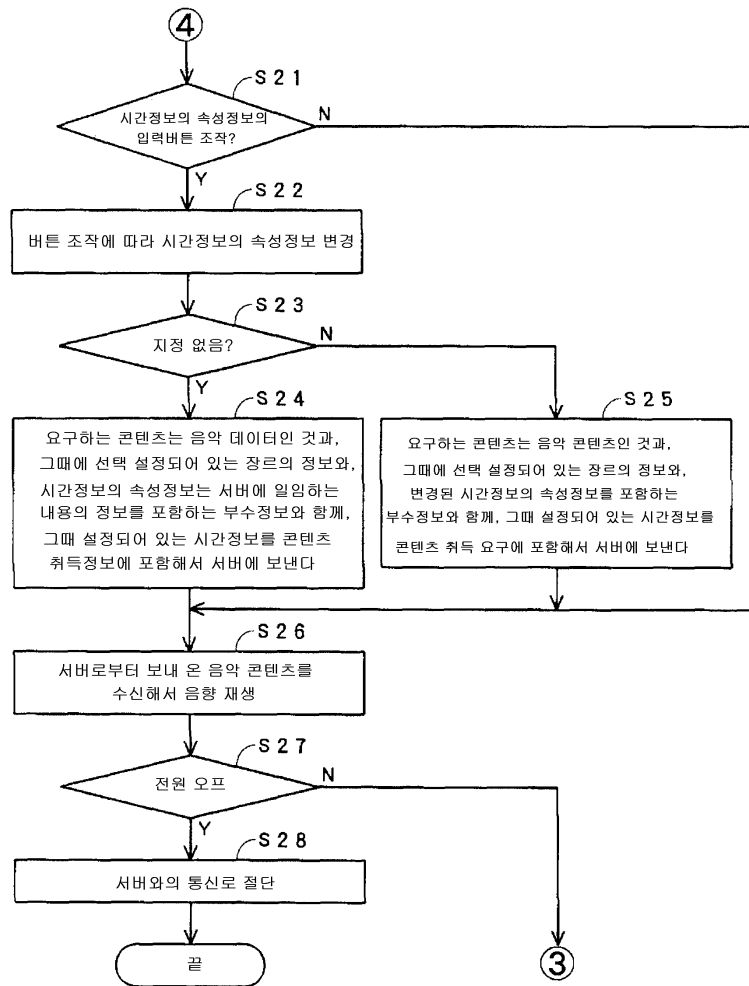 ④
S21
시간정보의 속성정보의
입력버튼 조작?
N
Y
S22
버튼 조작에 따라 시간정보의 속성정보 변경
S23
지정 없음?
N
Y
S24
요구하는 콘텐츠는 음악 데이터인 것과,
그때에 선택 설정되어 있는 장르의 정보와,
시간정보의 속성정보는 서버에 일임하는
내용의 정보를 포함하는 부수정보와 함께,
그때 설정되어 있는 시간정보를 콘텐츠
취득정보에 포함해서 서버에 보낸다
S25
요구하는 콘텐츠는 음악 콘텐츠인 것과,
그때에 선택 설정되어 있는 장르의 정보와,
변경된 시간정보의 속성정보를 포함하는
부수정보와 함께, 그때 설정되어 있는 시간정보를
콘텐츠 취득 요구에 포함해서 서버에 보낸다
S26
서버로부터 보내 온 음악 콘텐츠를
수신해서 음향 재생
S27
전원 오프
N
Y
S28
서버와의 통신로 절단
끝
③